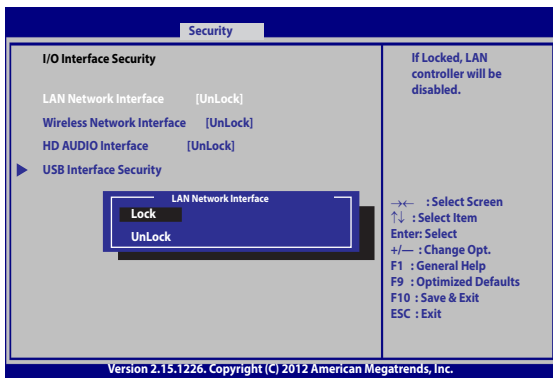 Security
I/O Interface Security
LAN Network Interface [UnLock]
Wireless Network Interface [UnLock]
HD AUDIO Interface [UnLock]
USB Interface Security
LAN Network Interface
Lock
UnLock
If Locked, LAN
controller will be
disabled.
→← : Select Screen
↑↓ : Select Item
Enter: Select
+/— : Change Opt.
F1 : General Help
F9 : Optimized Defaults
F10 : Save & Exit
ESC : Exit
Version 2.15.1226. Copyright (C) 2012 American Megatrends, Inc.